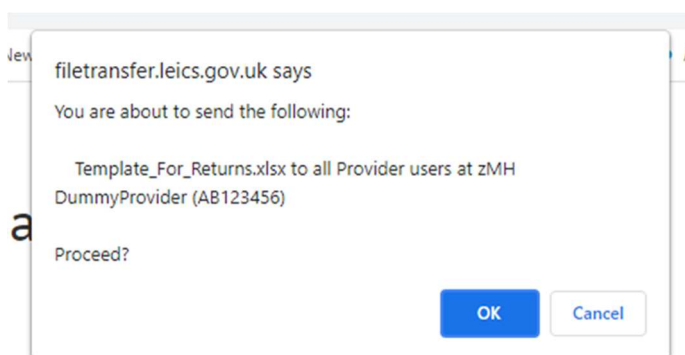 New
filetransfer.leics.gov.uk says
You are about to send the following:
Template_For_Returns.xlsx to all Provider users at zMH
DummyProvider (AB123456)
a
Proceed?
OK Cancel